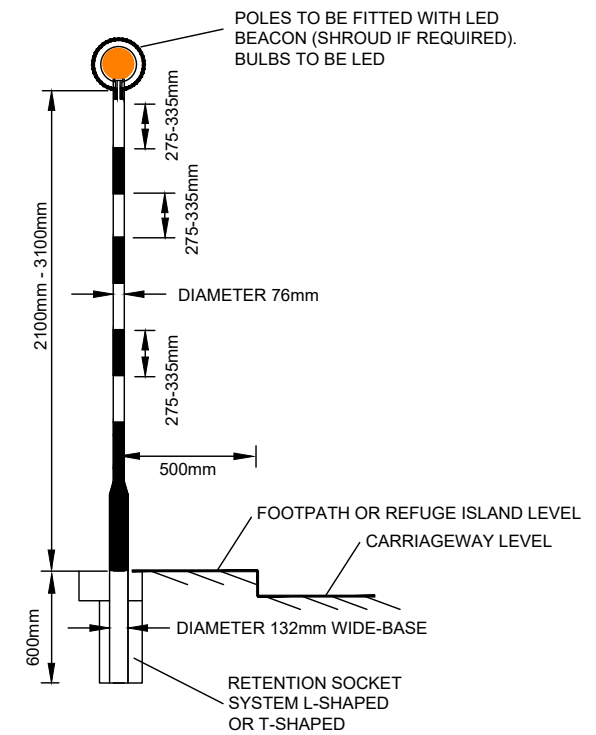 POLES TO BE FITTED WITH LED
BEACON (SHROUD IF REQUIRED).
BULBS TO BE LED
275-335mm
275-335mm
2100mm - 3100mm
DIAMETER 76mm
275-335mm
500mm
FOOTPATH OR REFUGE ISLAND LEVEL
CARRIAGEWAY LEVEL
600mm
DIAMETER 132mm WIDE-BASE
RETENTION SOCKET
SYSTEM L-SHAPED
OR T-SHAPED